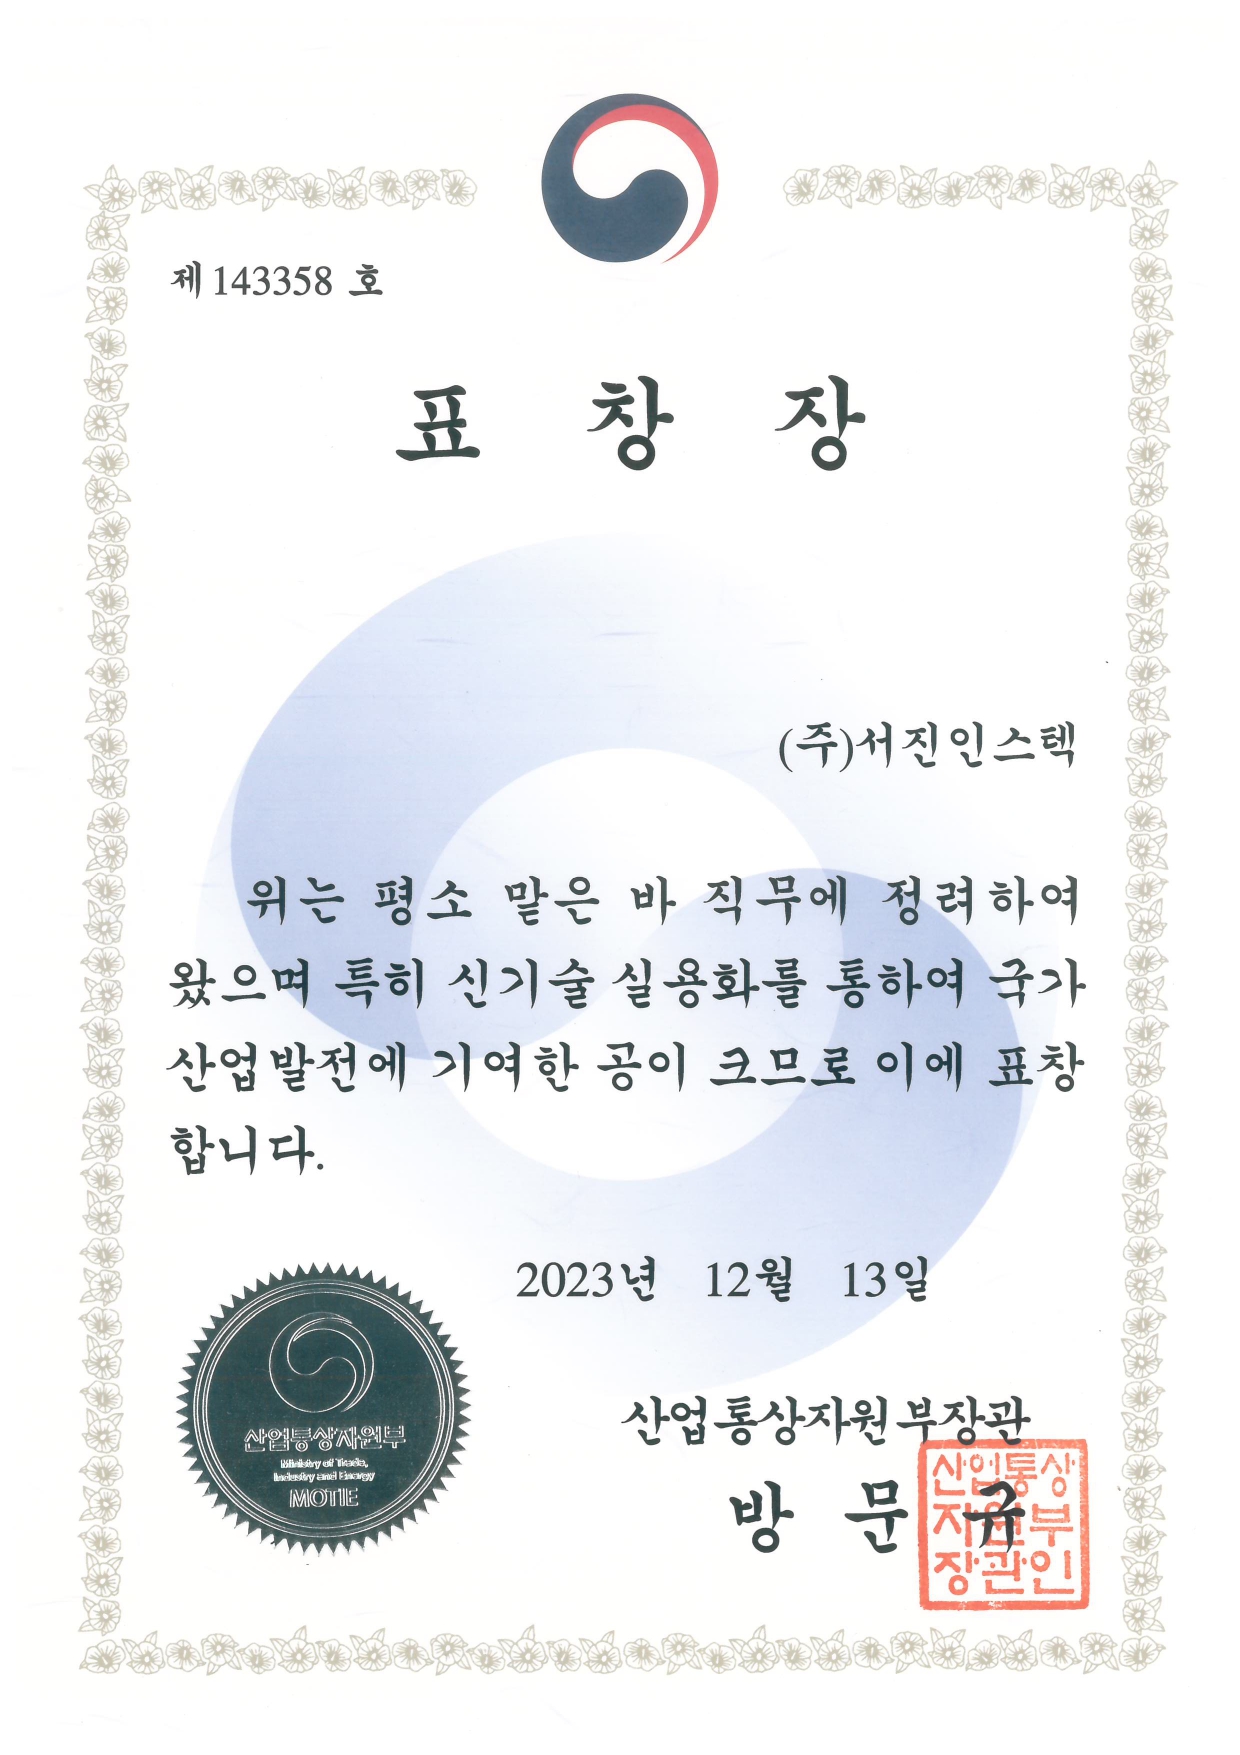 제 143358 호
표 창 장
(주)서진인스텍
위는 평소 맡은 바 직무에 정려하여
왔으며 특히 신기술 실용화를 통하여 국가
산업발전에 기여한 공이 크므로 이에 표창
합니다.
2023년 12월 13일
산업통상자원부장관
방 문 규
산업통상
자원부
장관인
산업통상자원부
Ministry of Trade,
Industry and Energy
MOTIE